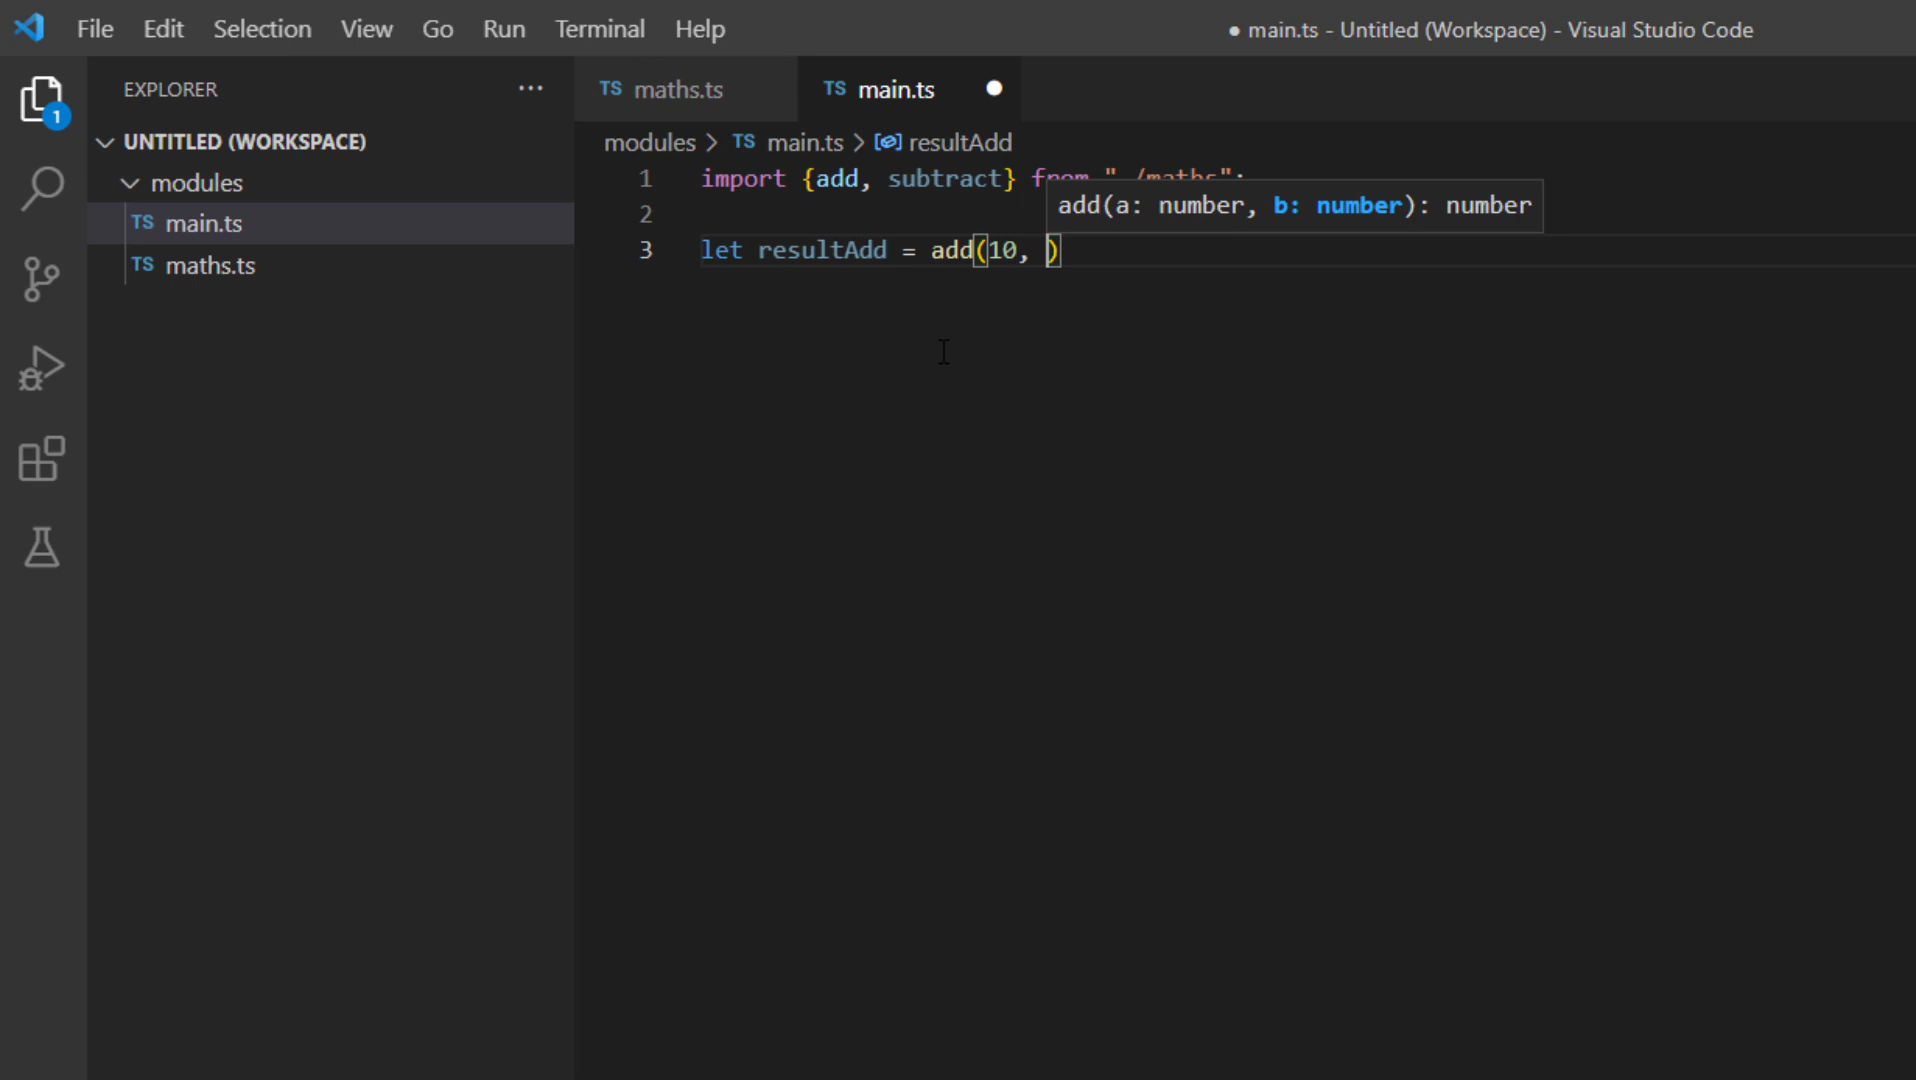 File Edit Selection View Go Run Terminal Help
● main.ts - Untitled (Workspace) - Visual Studio Code
1
EXPLORER ...
UNTITLED (WORKSPACE)
modules
TS main.ts
TS maths.ts
TS maths.ts
TS main.ts ●
modules > TS main.ts > resultAdd
1 import {add, subtract} from "./maths";
add(a: number, b: number): number
2
3 let resultAdd = add(10, )